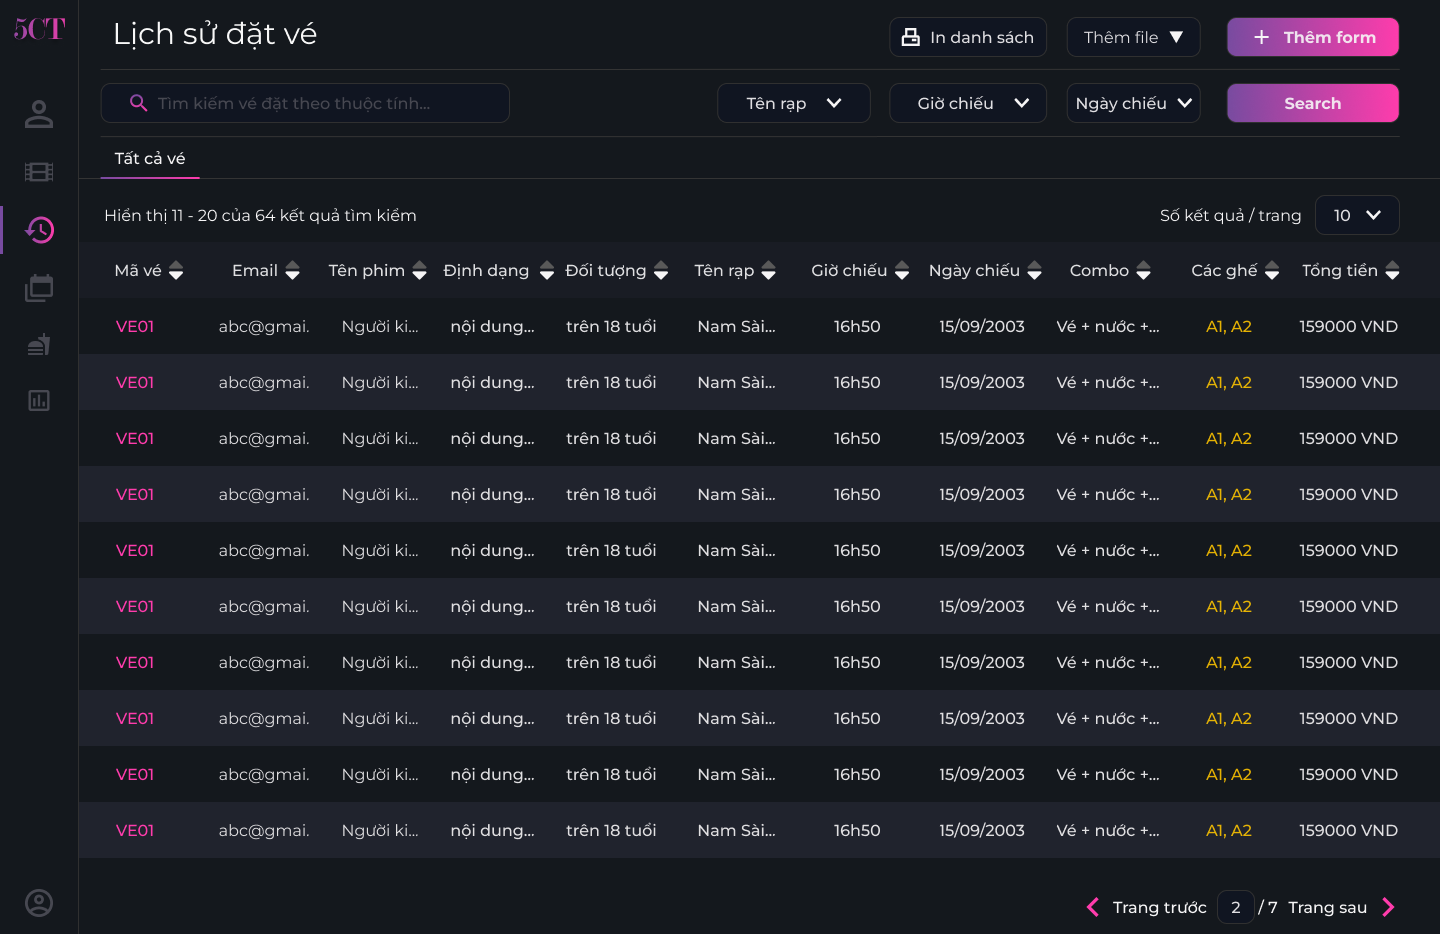 5CT
Lịch sử đặt vé
In danh sách
Thêm file
Thêm form
Tìm kiếm vé đặt theo thuộc tính...
Tên rạp
Giờ chiếu
Ngày chiếu
Search
Tất cả vé
Hiển thị 11 - 20 của 64 kết quả tìm kiếm
Số kết quả / trang
10
Mã vé Email Tên phim Định dạng Đối tượng Tên rạp Giờ chiếu Ngày chiếu Combo Các ghế Tổng tiền
VE01 abc@gmai. Người ki... nội dung... trên 18 tuổi Nam Sài... 16h50 15/09/2003 Vé + nước +... A1, A2 159000 VND
VE01 abc@gmai. Người ki... nội dung... trên 18 tuổi Nam Sài... 16h50 15/09/2003 Vé + nước +... A1, A2 159000 VND
VE01 abc@gmai. Người ki... nội dung... trên 18 tuổi Nam Sài... 16h50 15/09/2003 Vé + nước +... A1, A2 159000 VND
VE01 abc@gmai. Người ki... nội dung... trên 18 tuổi Nam Sài... 16h50 15/09/2003 Vé + nước +... A1, A2 159000 VND
VE01 abc@gmai. Người ki... nội dung... trên 18 tuổi Nam Sài... 16h50 15/09/2003 Vé + nước +... A1, A2 159000 VND
VE01 abc@gmai. Người ki... nội dung... trên 18 tuổi Nam Sài... 16h50 15/09/2003 Vé + nước +... A1, A2 159000 VND
VE01 abc@gmai. Người ki... nội dung... trên 18 tuổi Nam Sài... 16h50 15/09/2003 Vé + nước +... A1, A2 159000 VND
VE01 abc@gmai. Người ki... nội dung... trên 18 tuổi Nam Sài... 16h50 15/09/2003 Vé + nước +... A1, A2 159000 VND
VE01 abc@gmai. Người ki... nội dung... trên 18 tuổi Nam Sài... 16h50 15/09/2003 Vé + nước +... A1, A2 159000 VND
VE01 abc@gmai. Người ki... nội dung... trên 18 tuổi Nam Sài... 16h50 15/09/2003 Vé + nước +... A1, A2 159000 VND
Trang trước 2 / 7 Trang sau